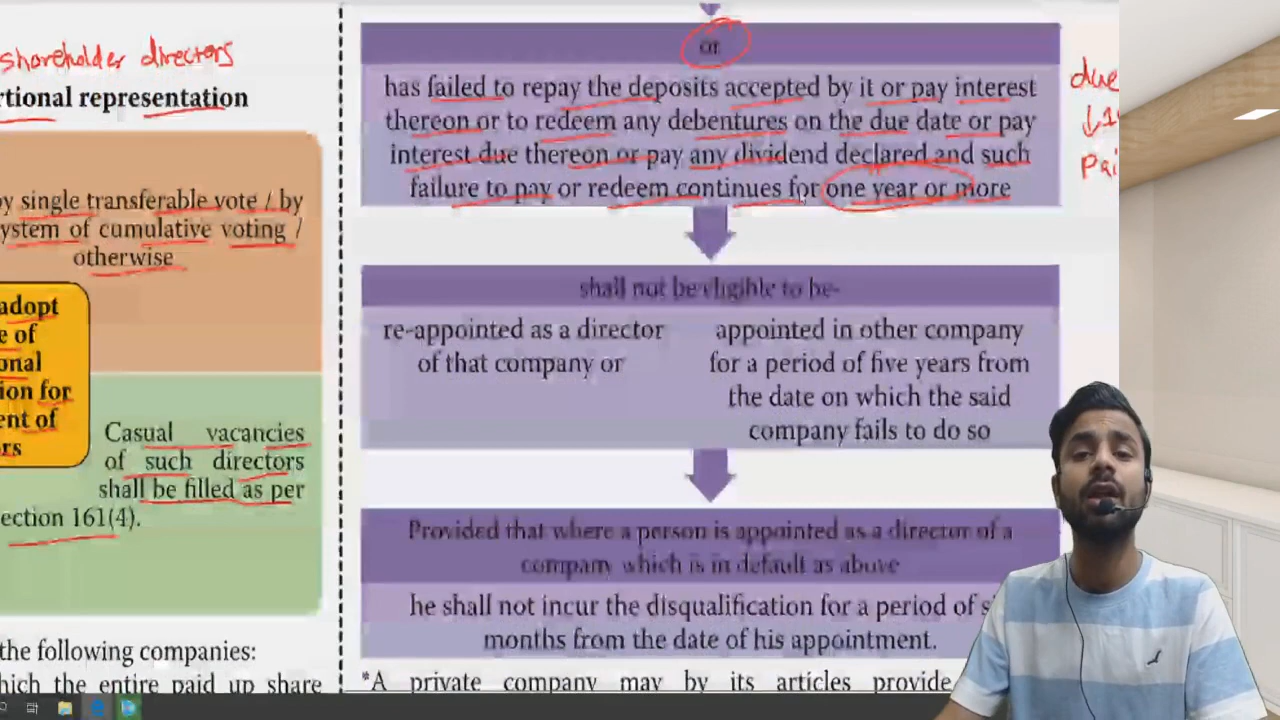 shareholder directors
rtional representation
by single transferable vote / by
ystem of cumulative voting /
otherwise
adopt
e of
onal
ion for
ent of
rs
Casual vacancies
of such directors
shall be filled as per
ection 161(4).
the following companies:
hich the entire paid up share
or
has failed to repay the deposits accepted by it or pay interest
thereon or to redeem any debentures on the due date or pay
interest due thereon or pay any dividend declared and such
failure to pay or redeem continues for one year or more
due
pai
shall not be eligible to be-
re-appointed as a director
of that company or
appointed in other company
for a period of five years from
the date on which the said
company fails to do so
Provided that where a person is appointed as a director of a
company which is in default as above
he shall not incur the disqualification for a period of s
months from the date of his appointment.
*A private company may by its articles provide